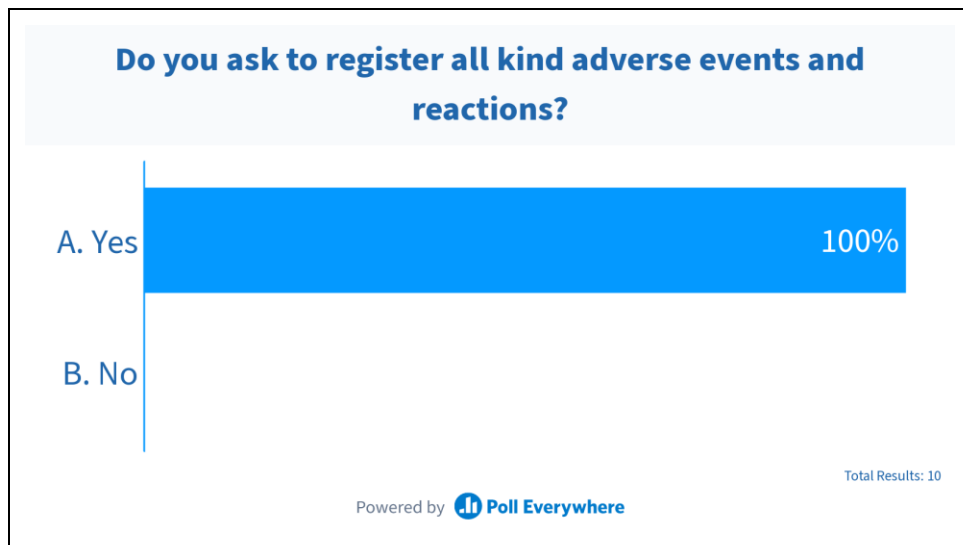 Do you ask to register all kind adverse events and
reactions?
A. Yes
100%
B. No
Total Results: 10
Powered by Poll Everywhere